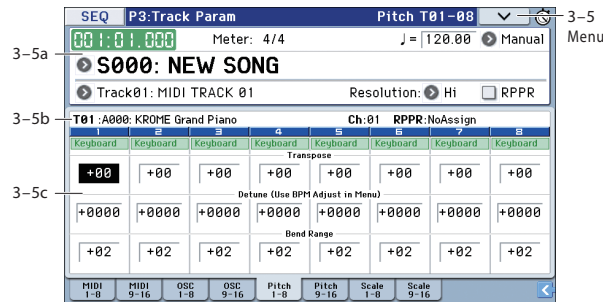 SEQ P3:Track Param Pitch T01-08
3-5
Menu
001:01.000 Meter: 4/4 ♩= 120.00 Manual
3-5a
S000: NEW SONG
Track01: MIDI TRACK 01 Resolution: Hi RPPR
3-5b
T01 :A000: KROME Grand Piano Ch:01 RPPR:NoAssign
1 2 3 4 5 6 7 8
Keyboard Keyboard Keyboard Keyboard Keyboard Keyboard Keyboard Keyboard
Transpose
+00 +00 +00 +00 +00 +00 +00 +00
3-5c
Detune (Use BPM Adjust in Menu)
+0000 +0000 +0000 +0000 +0000 +0000 +0000 +0000
Bend Range
+02 +02 +02 +02 +02 +02 +02 +02
MIDI 1-8 MIDI 9-16 OSC 1-8 OSC 9-16 Pitch 1-8 Pitch 9-16 Scale 1-8 Scale 9-16